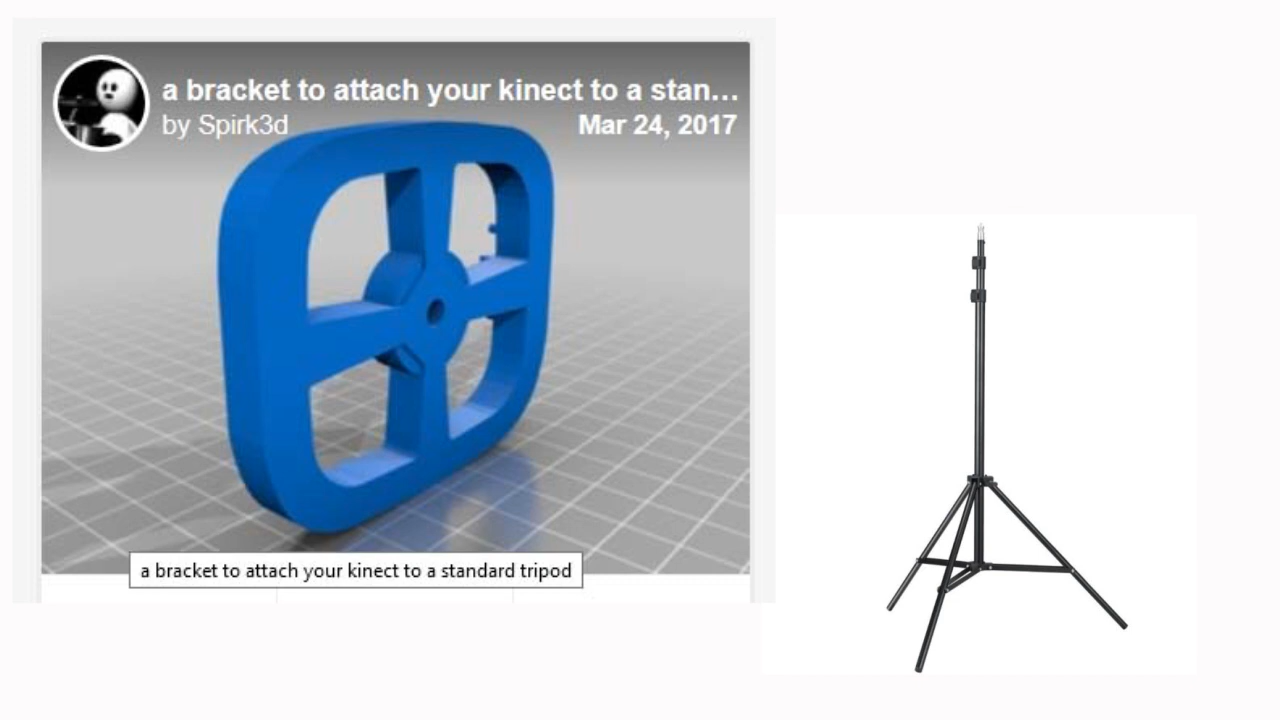 a bracket to attach your kinect to a stan...
by Spirk3d
Mar 24, 2017
a bracket to attach your kinect to a standard tripod